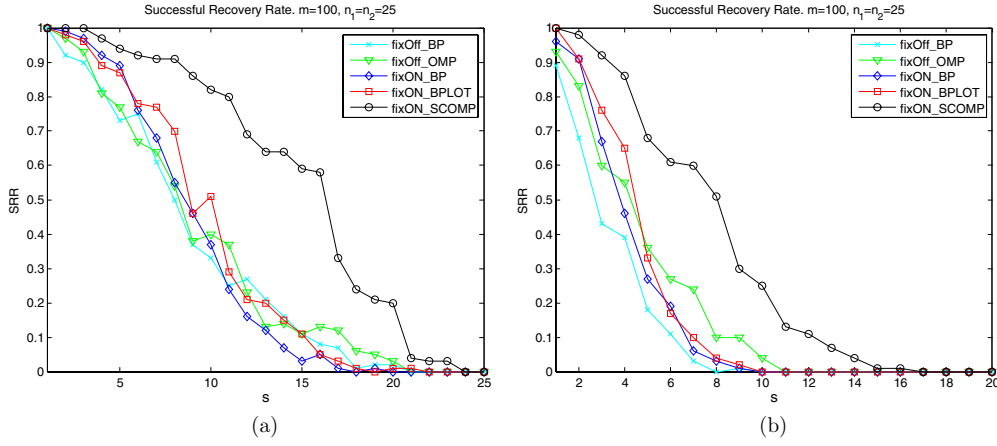 Successful Recovery Rate. m=100, n1=n2=25
SRR
1
0.9
0.8
0.7
0.6
0.5
0.4
0.3
0.2
0.1
0
fixOff_BP
fixOff_OMP
fixON_BP
fixON_BPLOT
fixON_SCOMP
5 10 15 20 25
s
(a)
Successful Recovery Rate. m=100, n1=n2=25
SRR
1
0.9
0.8
0.7
0.6
0.5
0.4
0.3
0.2
0.1
0
fixOff_BP
fixOff_OMP
fixON_BP
fixON_BPLOT
fixON_SCOMP
2 4 6 8 10 12 14 16 18 20
s
(b)